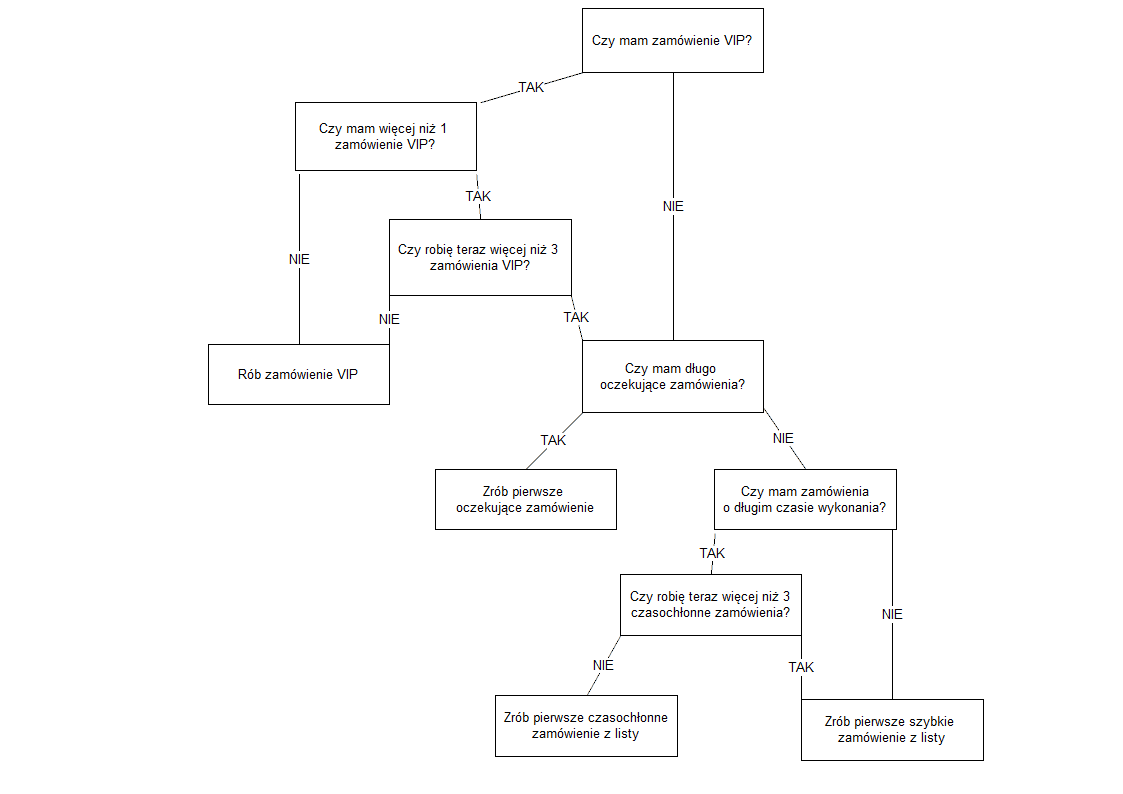 Czy mam zamówienie VIP?
TAK
Czy mam więcej niż 1
zamówienie VIP?
TAK
NIE
Czy robię teraz więcej niż 3
zamówienia VIP?
NIE
NIE
TAK
Rób zamówienie VIP
Czy mam długo
oczekujące zamówienia?
TAK
NIE
Zrób pierwsze
oczekujące zamówienie
Czy mam zamówienia
o długim czasie wykonania?
TAK
Czy robię teraz więcej niż 3
czasochłonne zamówienia?
NIE
NIE
TAK
Zrób pierwsze czasochłonne
zamówienie z listy
Zrób pierwsze szybkie
zamówienie z listy